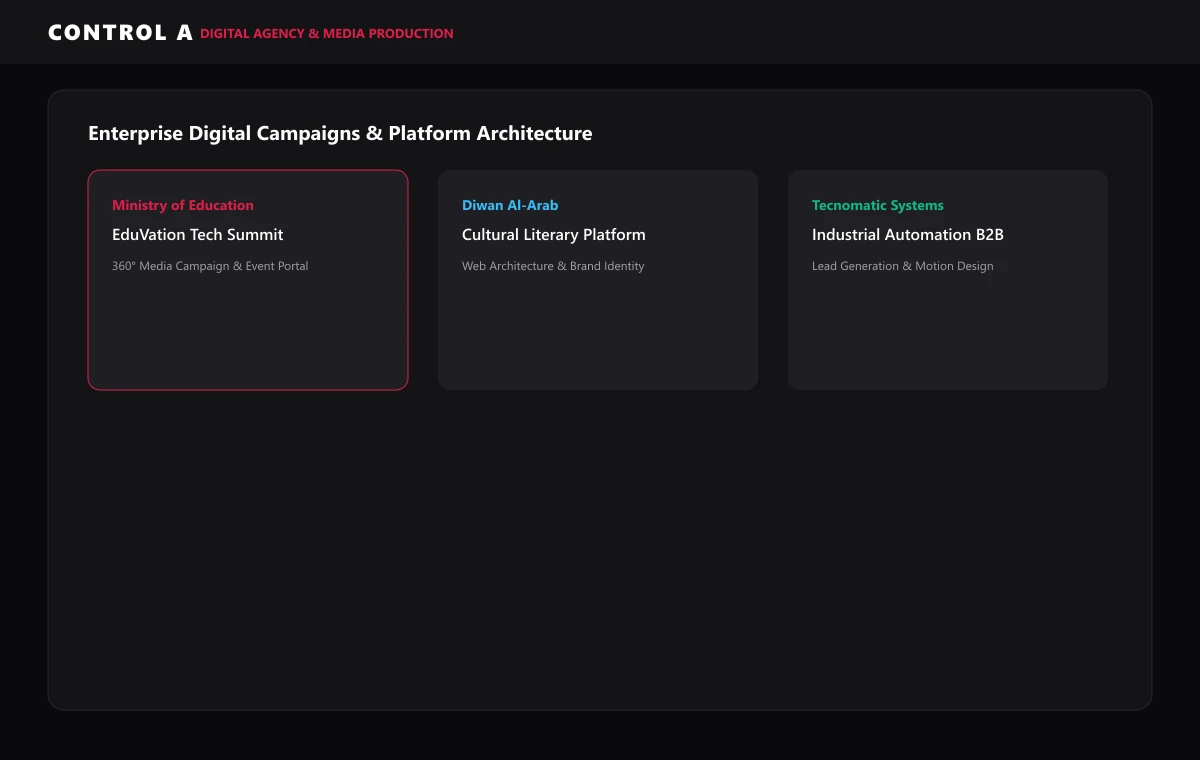 CONTROL A DIGITAL AGENCY & MEDIA PRODUCTION
Enterprise Digital Campaigns & Platform Architecture
Ministry of Education
EduVation Tech Summit
360° Media Campaign & Event Portal
Diwan Al-Arab
Cultural Literary Platform
Web Architecture & Brand Identity
Tecnomatic Systems
Industrial Automation B2B
Lead Generation & Motion Design